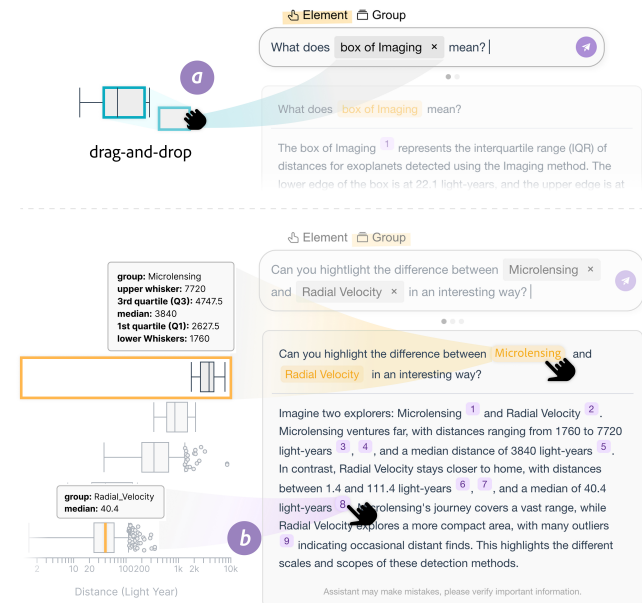 Element Group
What does box of Imaging × mean?
a
What does box of Imaging mean?
drag-and-drop
The box of Imaging 1 represents the interquartile range (IQR) of
distances for exoplanets detected using the Imaging method. The
lower edge of the box is at 22.1 light-years, and the upper edge is at
Element Group
Can you hightlight the difference between Microlensing ×
and Radial Velocity × in an interesting way?
group: Microlensing
upper whisker: 7720
3rd quartile (Q3): 4747.5
median: 3840
1st quartile (Q1): 2627.5
lower Whiskers: 1760
Can you highlight the difference between Microlensing and
Radial Velocity in an interesting way?
Imagine two explorers: Microlensing 1 and Radial Velocity 2 .
Microlensing ventures far, with distances ranging from 1760 to 7720
light-years 3 , 4 , and a median distance of 3840 light-years 5 .
In contrast, Radial Velocity stays closer to home, with distances
between 1.4 and 111.4 light-years 6 , 7 , and a median of 40.4
light-years 8 . Microlensing's journey covers a vast range, while
Radial Velocity explores a more compact area, with many outliers
9 indicating occasional distant finds. This highlights the different
scales and scopes of these detection methods.
group: Radial_Velocity
median: 40.4
b
2 10 20 100 200 1k 2k 10k
Distance (Light Year)
Assistant may make mistakes, please verify important information.